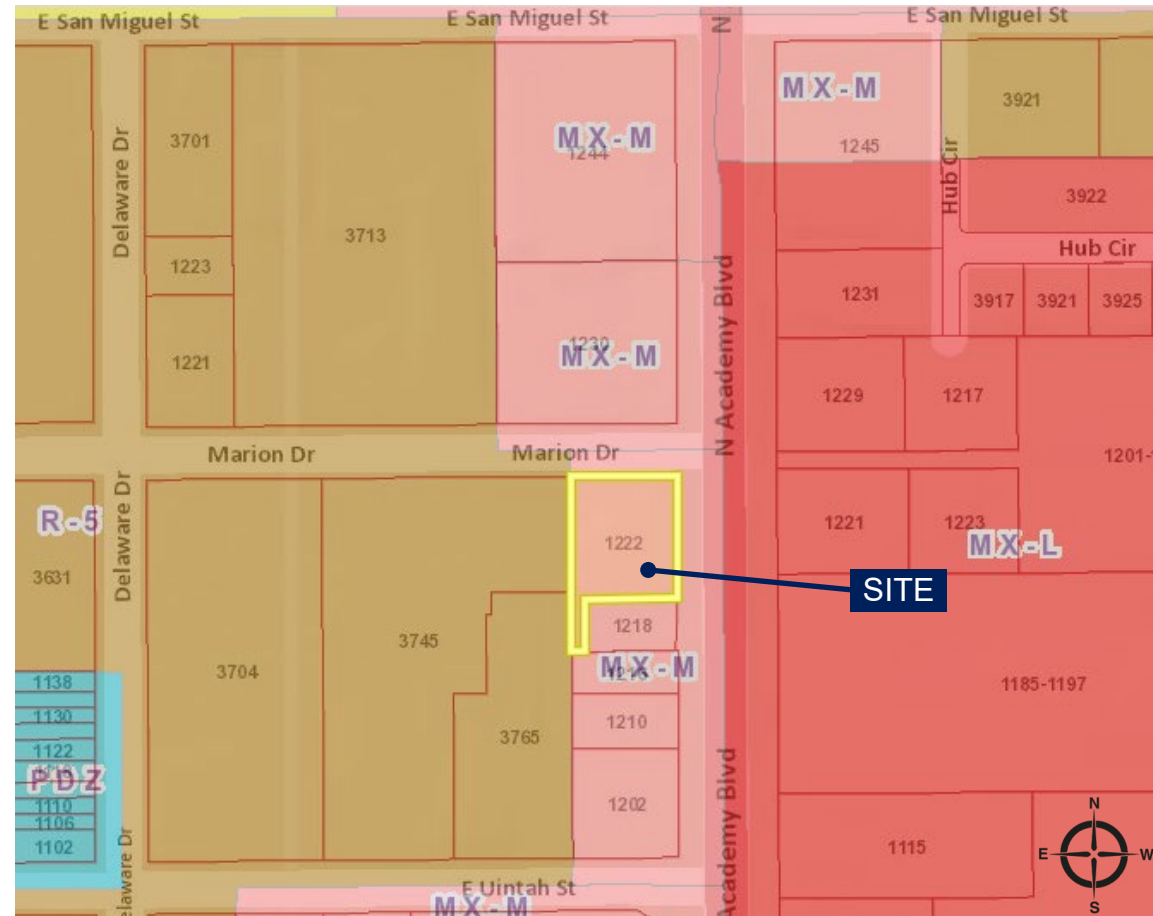 E San Miguel St
E San Miguel St
E San Miguel St
N
MX-M
MX-M
MX-M
3701
1244
1245
3921
Delaware Dr
Hub Cir
3922
3713
Hub Cir
1223
N Academy Blvd
1231
3917
3921
3925
1221
1230
MX-M
1229
1217
Marion Dr
Marion Dr
1201-
R-5
Delaware Dr
1222
1221
1223
MX-L
3631
SITE
3745
1218
3704
MX-M
1138
1185-1197
1130
3765
1210
1122
PDZ
1110
1106
1202
1102
Academy Blvd
1115
N
E
W
S
elaware Dr
E Uintah St
MX-M